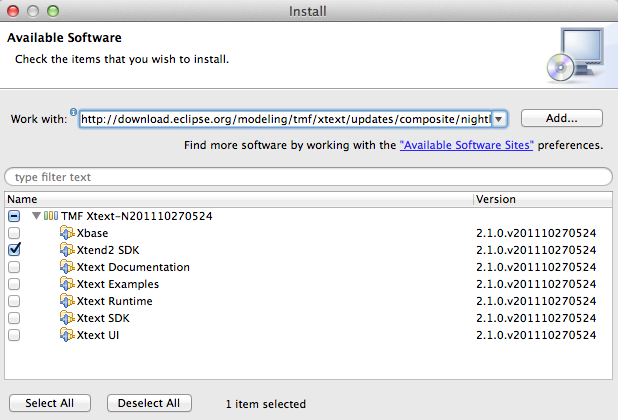 Install
Available Software
Check the items that you wish to install.
Work with: http://download.eclipse.org/modeling/tmf/xtext/updates/composite/nightl Add...
Find more software by working with the "Available Software Sites" preferences.
type filter text
Name Version
TMF Xtext-N201110270524
Xbase 2.1.0.v201110270524
Xtend2 SDK 2.1.0.v201110270524
Xtext Documentation 2.1.0.v201110270524
Xtext Examples 2.1.0.v201110270524
Xtext Runtime 2.1.0.v201110270524
Xtext SDK 2.1.0.v201110270524
Xtext UI 2.1.0.v201110270524
Select All Deselect All 1 item selected